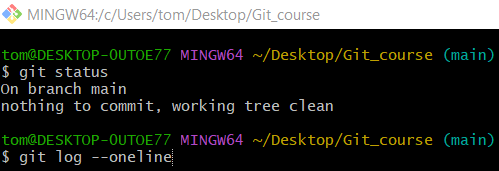 MINGW64:/c/Users/tom/Desktop/Git_course
tom@DESKTOP-OUTOE77 MINGW64 ~/Desktop/Git_course (main)
$ git status
On branch main
nothing to commit, working tree clean
tom@DESKTOP-OUTOE77 MINGW64 ~/Desktop/Git_course (main)
$ git log --oneline